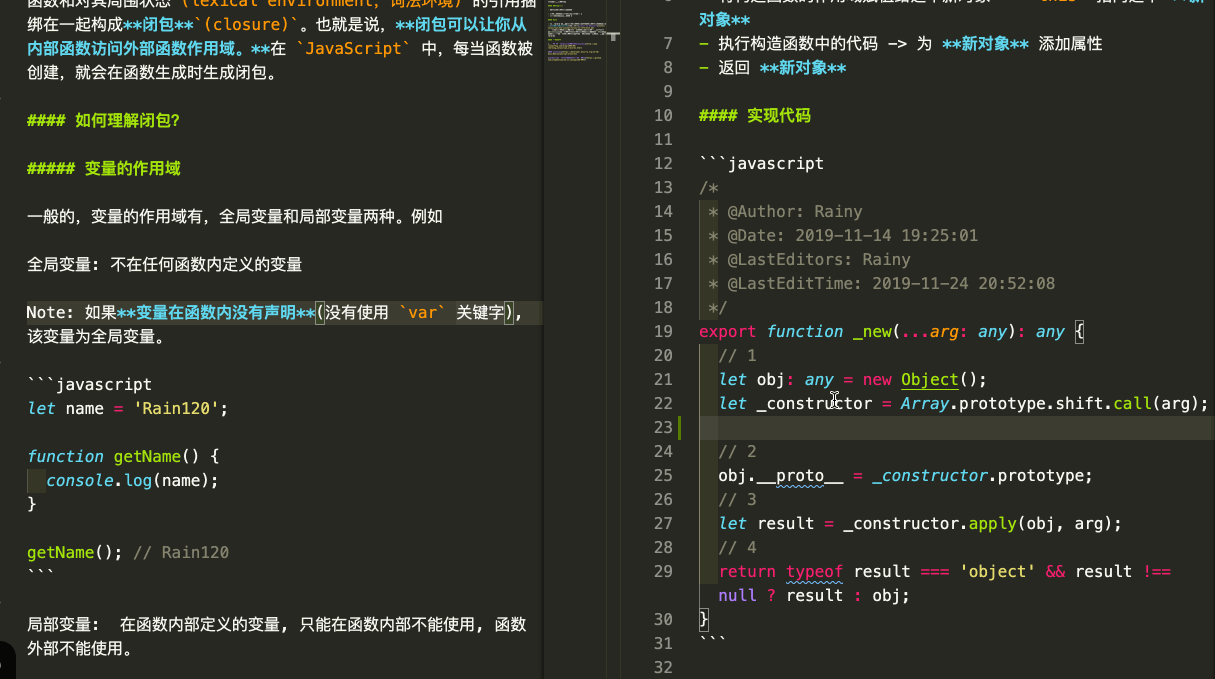 函数和对其周围状态 (lexical environment, 词法环境) 的引用捆
绑在一起构成**闭包**`(closure)`。也就是说，**闭包可以让你从
内部函数访问外部函数作用域。**在 `JavaScript` 中，每当函数被
创建，就会在函数生成时生成闭包。
#### 如何理解闭包?
##### 变量的作用域
一般的，变量的作用域有，全局变量和局部变量两种。例如
全局变量: 不在任何函数内定义的变量
Note: 如果**变量在函数内没有声明**(没有使用 `var` 关键字),
该变量为全局变量。
```javascript
let name = 'Rain120';
function getName() {
console.log(name);
}
getName(); // Rain120
```
局部变量: 在函数内部定义的变量, 只能在函数内部不能使用, 函数
外部不能使用。
对象**
7 - 执行构造函数中的代码 -> 为 **新对象** 添加属性
8 - 返回 **新对象**
9
10 #### 实现代码
11
12 ```javascript
13 /*
14 * @Author: Rainy
15 * @Date: 2019-11-14 19:25:01
16 * @LastEditors: Rainy
17 * @LastEditTime: 2019-11-24 20:52:08
18 */
19 export function _new(...arg: any): any {
20 // 1
21 let obj: any = new Object();
22 let _constructor = Array.prototype.shift.call(arg);
23
24 // 2
25 obj.__proto__ = _constructor.prototype;
26 // 3
27 let result = _constructor.apply(obj, arg);
28 // 4
29 return typeof result === 'object' && result !==
null ? result : obj;
30 }
31 ```
32